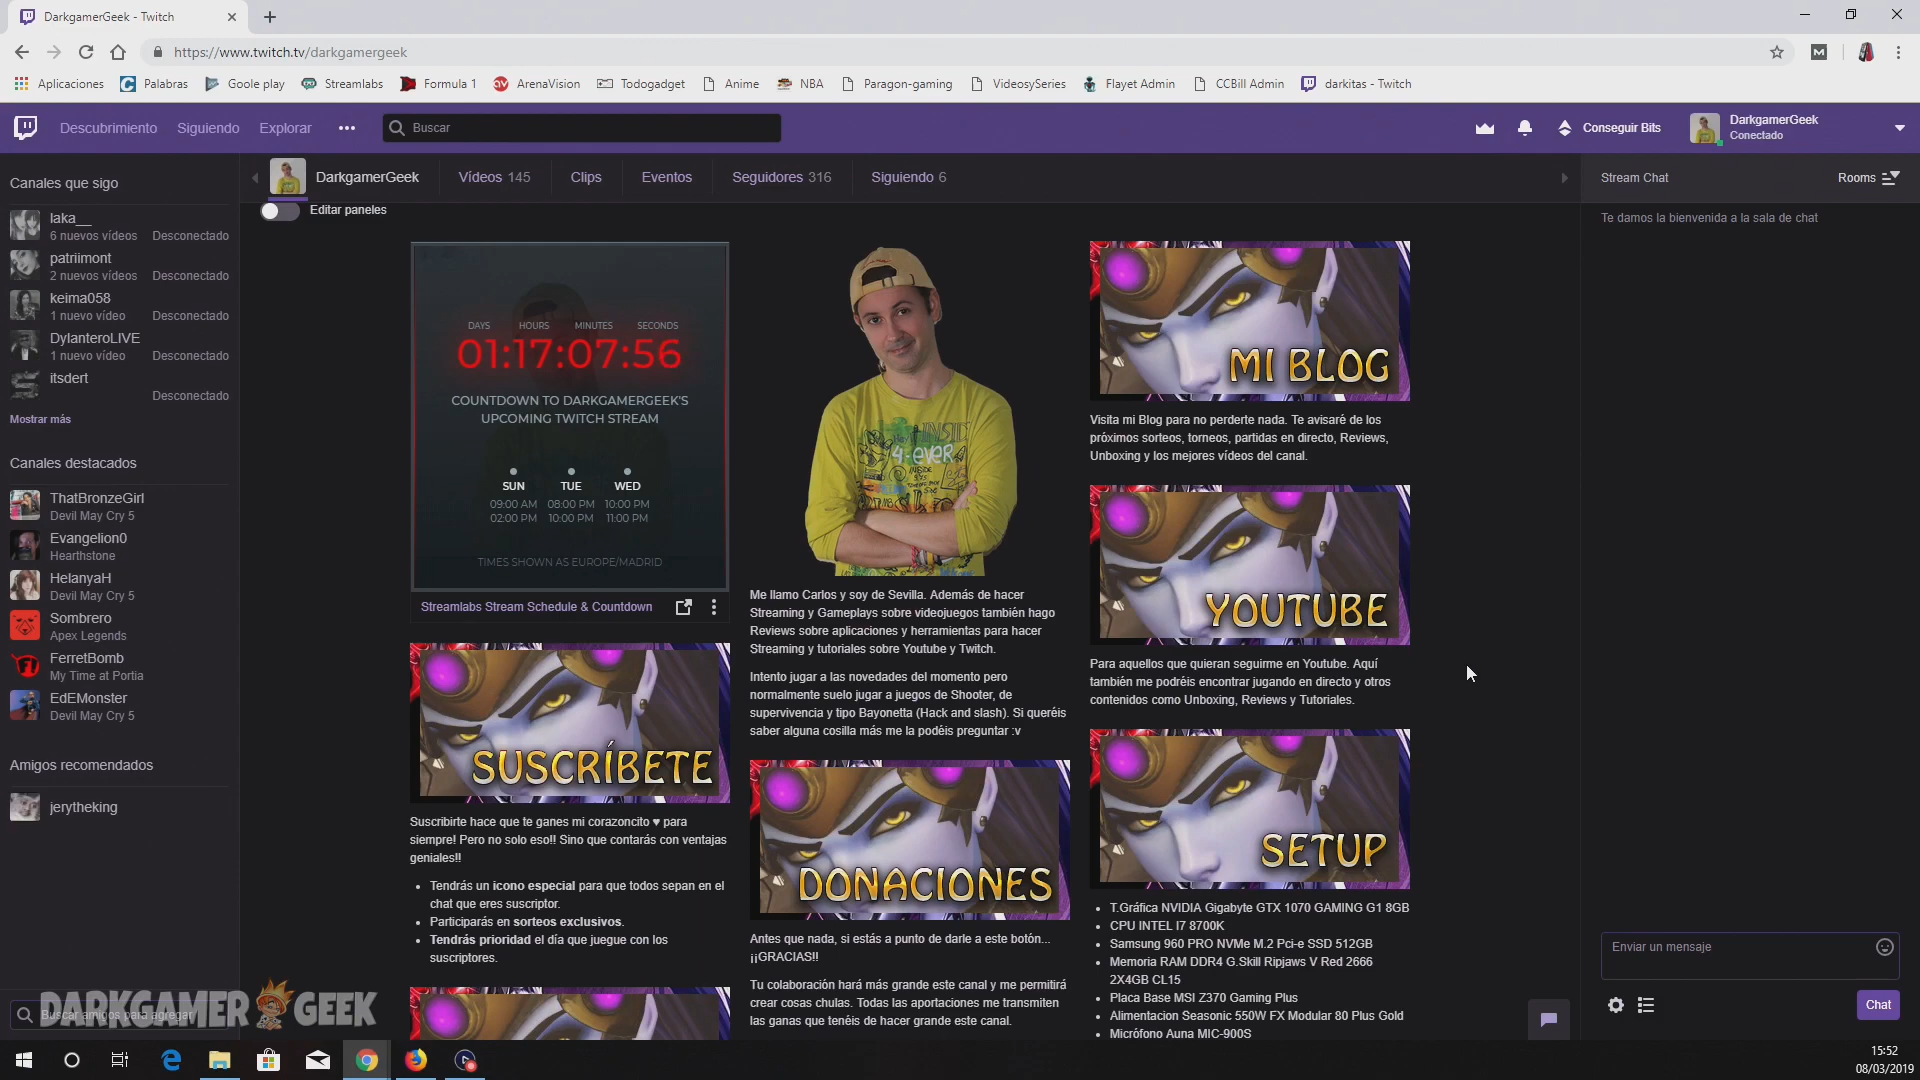 DarkgamerGeek - Twitch
https://www.twitch.tv/darkgamergeek
Aplicaciones
Palabras
Goole play
Streamlabs
Formula 1
ArenaVision
Todogadget
Anime
NBA
Paragon-gaming
VideosySeries
Flayet Admin
CCBill Admin
darkitas - Twitch
Descubrimiento
Siguiendo
Explorar
Buscar
Conseguir Bits
DarkgamerGeek
Conectado
Canales que sigo
laka__
6 nuevos vídeos Desconectado
patriimont
2 nuevos vídeos Desconectado
keima058
1 nuevo vídeo Desconectado
DylanteroLIVE
1 nuevo vídeo Desconectado
itsdert
Desconectado
Mostrar más
Canales destacados
ThatBronzeGirl
Devil May Cry 5
Evangelion0
Hearthstone
HelanyaH
Devil May Cry 5
Sombrero
Apex Legends
FerretBomb
My Time at Portia
EdEMonster
Devil May Cry 5
Amigos recomendados
jerytheking
Buscar amigos para agregar
DARKGAMER GEEK
DarkgamerGeek
Vídeos 145
Clips
Eventos
Seguidores 316
Siguiendo 6
Editar paneles
DAYS HOURS MINUTES SECONDS
01:17:07:56
COUNTDOWN TO DARKGAMERGEEK'S
UPCOMING TWITCH STREAM
SUN TUE WED
09:00 AM 08:00 PM 10:00 PM
02:00 PM 10:00 PM 11:00 PM
TIMES SHOWN AS EUROPE/MADRID
Streamlabs Stream Schedule & Countdown
SUSCRÍBETE
Suscribirte hace que te ganes mi corazoncito ♥ para
siempre! Pero no solo eso!! Sino que contarás con ventajas
geniales!!
• Tendrás un icono especial para que todos sepan en el
chat que eres suscriptor.
• Participarás en sorteos exclusivos.
• Tendrás prioridad el día que juegue con los
suscriptores.
4-EVER
Me llamo Carlos y soy de Sevilla. Además de hacer
Streaming y Gameplays sobre videojuegos también hago
Reviews sobre aplicaciones y herramientas para hacer
Streaming y tutoriales sobre Youtube y Twitch.
Intento jugar a las novedades del momento pero
normalmente suelo jugar a juegos de Shooter, de
supervivencia y tipo Bayonetta (Hack and slash). Si queréis
saber alguna cosilla más me la podéis preguntar :v
DONACIONES
Antes que nada, si estás a punto de darle a este botón...
¡¡GRACIAS!!
Tu colaboración hará más grande este canal y me permitirá
crear cosas chulas. Todas las aportaciones me transmiten
las ganas que tenéis de hacer grande este canal.
MI BLOG
Visita mi Blog para no perderte nada. Te avisaré de los
próximos sorteos, torneos, partidas en directo, Reviews,
Unboxing y los mejores vídeos del canal.
YOUTUBE
Para aquellos que quieran seguirme en Youtube. Aquí
también me podréis encontrar jugando en directo y otros
contenidos como Unboxing, Reviews y Tutoriales.
SETUP
• T.Gráfica NVIDIA Gigabyte GTX 1070 GAMING G1 8GB
• CPU INTEL I7 8700K
• Samsung 960 PRO NVMe M.2 Pci-e SSD 512GB
• Memoria RAM DDR4 G.Skill Ripjaws V Red 2666
2X4GB CL15
• Placa Base MSI Z370 Gaming Plus
• Alimentacion Seasonic 550W FX Modular 80 Plus Gold
• Micrófono Auna MIC-900S
Stream Chat
Rooms
Te damos la bienvenida a la sala de chat
Enviar un mensaje
Chat
15:52
08/03/2019